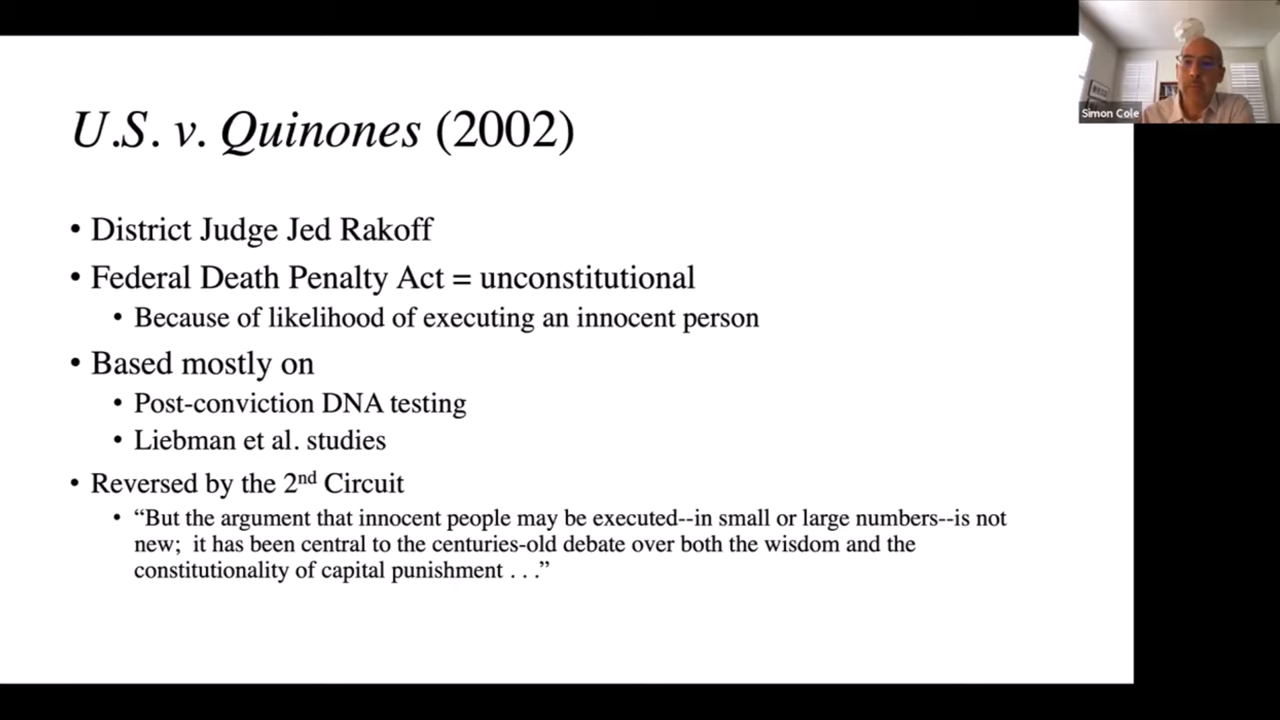 U.S. v. Quinones (2002)
• District Judge Jed Rakoff
• Federal Death Penalty Act = unconstitutional
• Because of likelihood of executing an innocent person
• Based mostly on
• Post-conviction DNA testing
• Liebman et al. studies
• Reversed by the 2nd Circuit
• “But the argument that innocent people may be executed--in small or large numbers--is not
new;  it has been central to the centuries-old debate over both the wisdom and the
constitutionality of capital punishment . . .”
Simon Cole